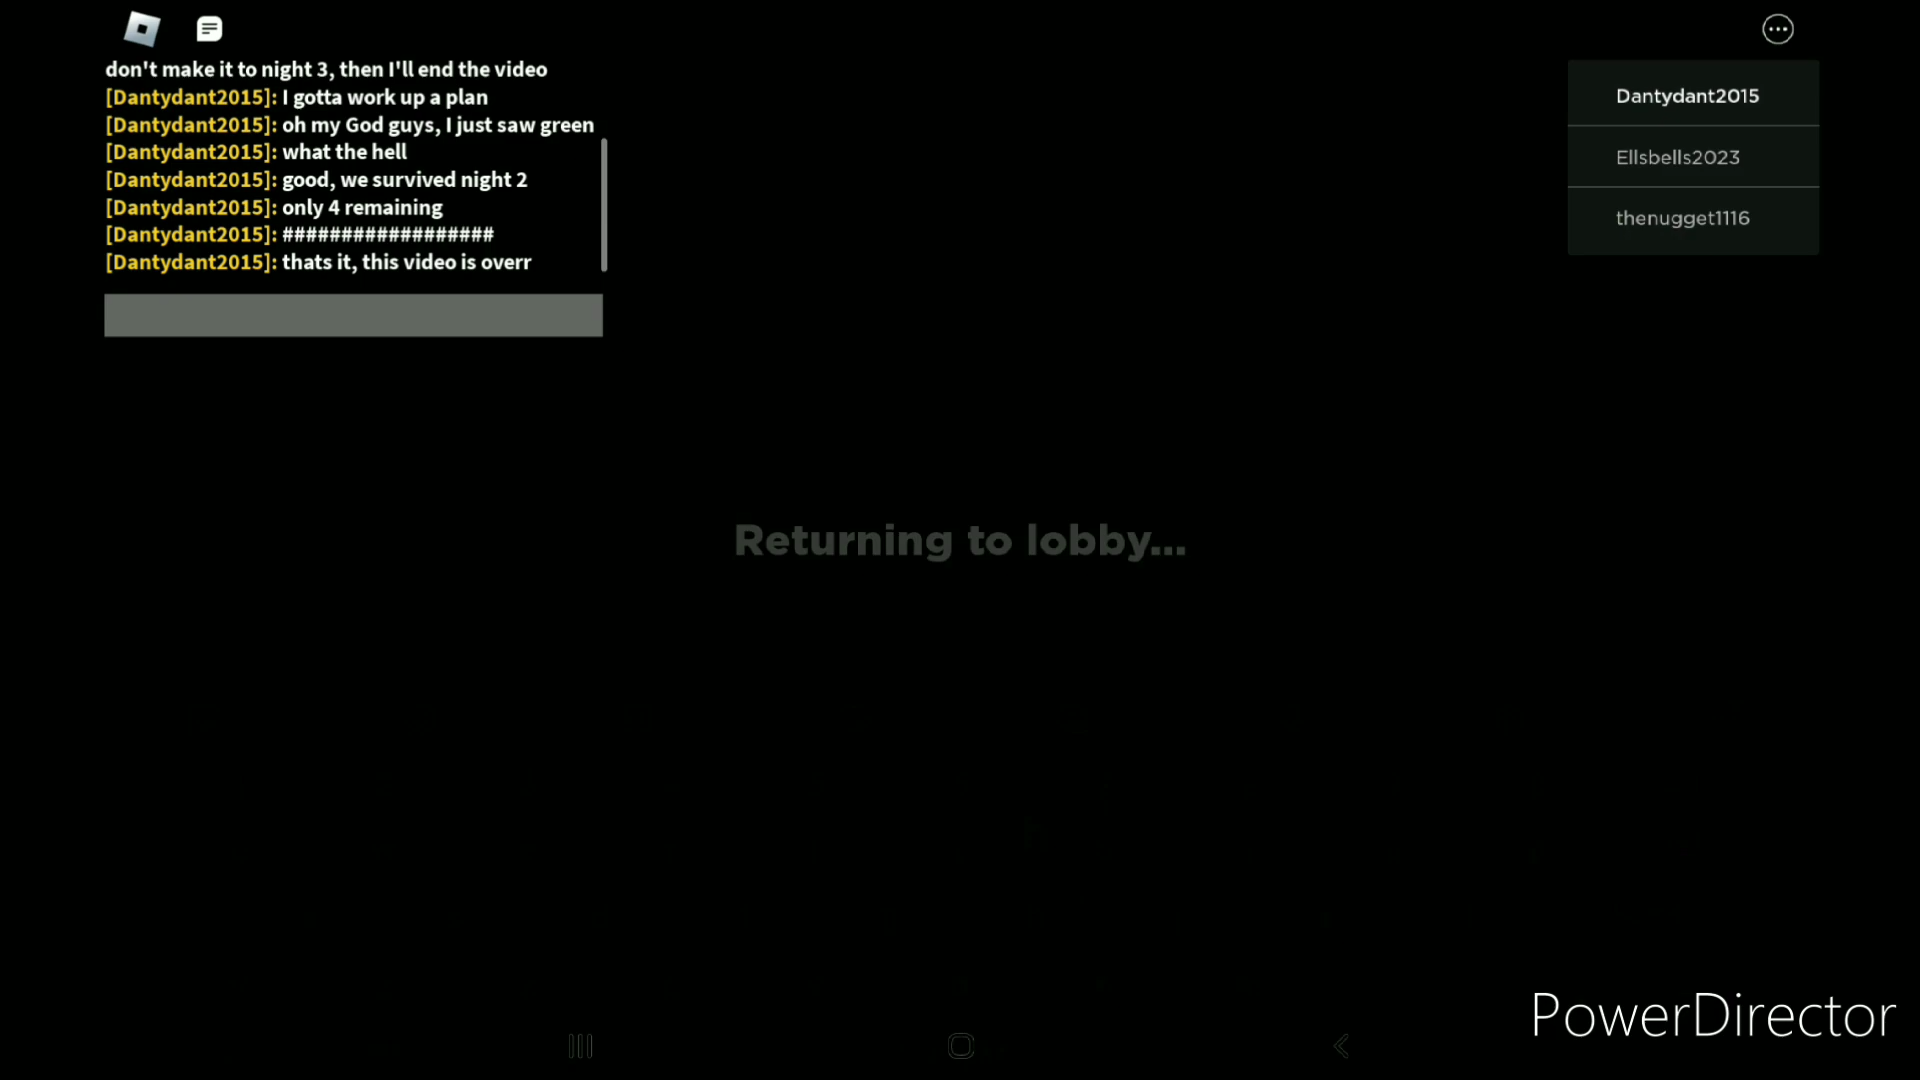 don't make it to night 3, then I'll end the video
[Dantydant2015]: I gotta work up a plan
[Dantydant2015]: oh my God guys, I just saw green
[Dantydant2015]: what the hell
[Dantydant2015]: good, we survived night 2
[Dantydant2015]: only 4 remaining
[Dantydant2015]: ##################
[Dantydant2015]: thats it, this video is overr
Dantydant2015
Ellsbells2023
thenugget1116
Returning to lobby...
PowerDirector